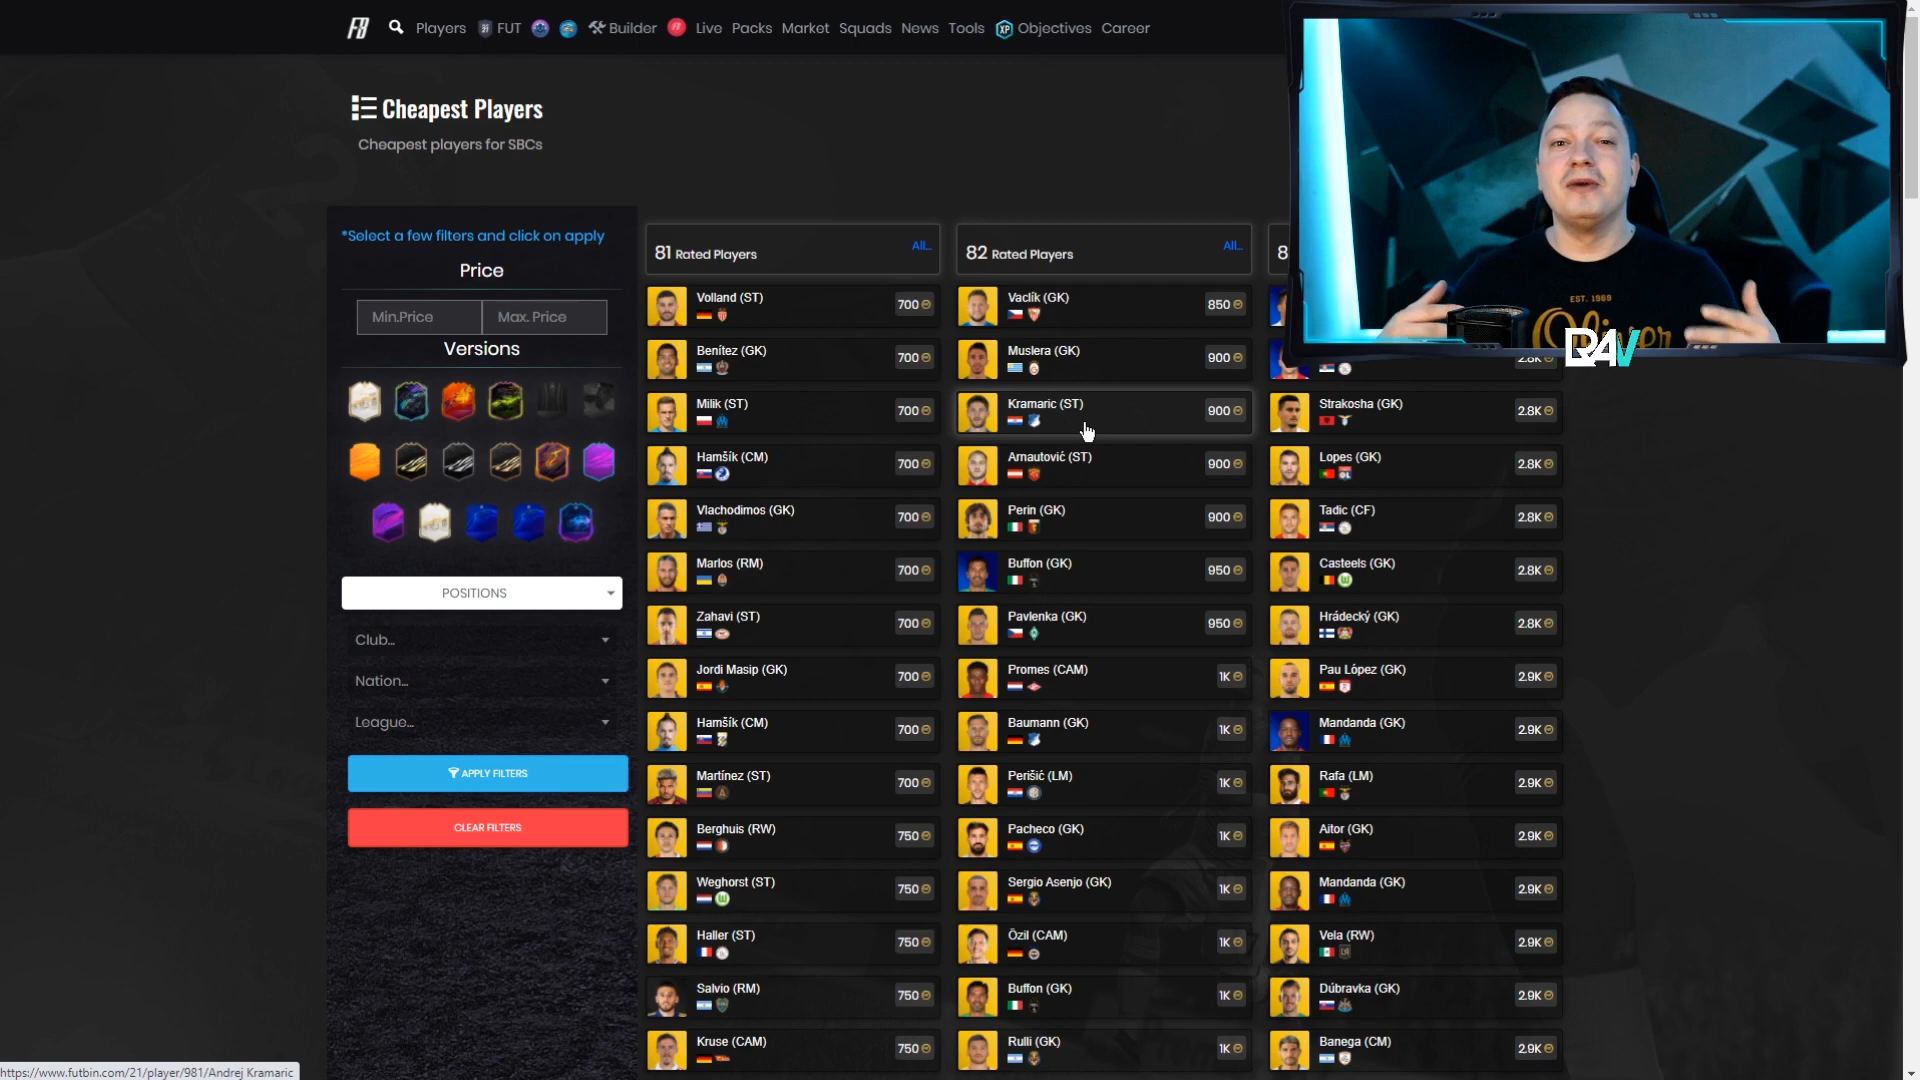 Players FUT Builder Live Packs Market Squads News Tools XP Objectives Career
Cheapest Players
Cheapest players for SBCs
*Select a few filters and click on apply
Price
Min.Price Max. Price
Versions
POSITIONS
Club...
Nation...
League...
APPLY FILTERS
CLEAR FILTERS
81 Rated Players All...
Volland (ST) 700
Benítez (GK) 700
Milik (ST) 700
Hamšík (CM) 700
Vlachodimos (GK) 700
Marlos (RM) 700
Zahavi (ST) 700
Jordi Masip (GK) 700
Hamšík (CM) 700
Martínez (ST) 700
Berghuis (RW) 750
Weghorst (ST) 750
Haller (ST) 750
Salvio (RM) 750
Kruse (CAM) 750
82 Rated Players All...
Vaclík (GK) 850
Muslera (GK) 900
Kramaric (ST) 900
Arnautović (ST) 900
Perin (GK) 900
Buffon (GK) 950
Pavlenka (GK) 950
Promes (CAM) 1K
Baumann (GK) 1K
Perišić (LM) 1K
Pacheco (GK) 1K
Sergio Asenjo (GK) 1K
Özil (CAM) 1K
Buffon (GK) 1K
Rulli (GK) 1K
8
2.8K
Strakosha (GK) 2.8K
Lopes (GK) 2.8K
Tadic (CF) 2.8K
Casteels (GK) 2.8K
Hrádecký (GK) 2.8K
Pau López (GK) 2.9K
Mandanda (GK) 2.9K
Rafa (LM) 2.9K
Aitor (GK) 2.9K
Mandanda (GK) 2.9K
Vela (RW) 2.9K
Dúbravka (GK) 2.9K
Banega (CM) 2.9K
EST. 1969
Oliver
DRAV
https://www.futbin.com/21/player/981/Andrej Kramaric